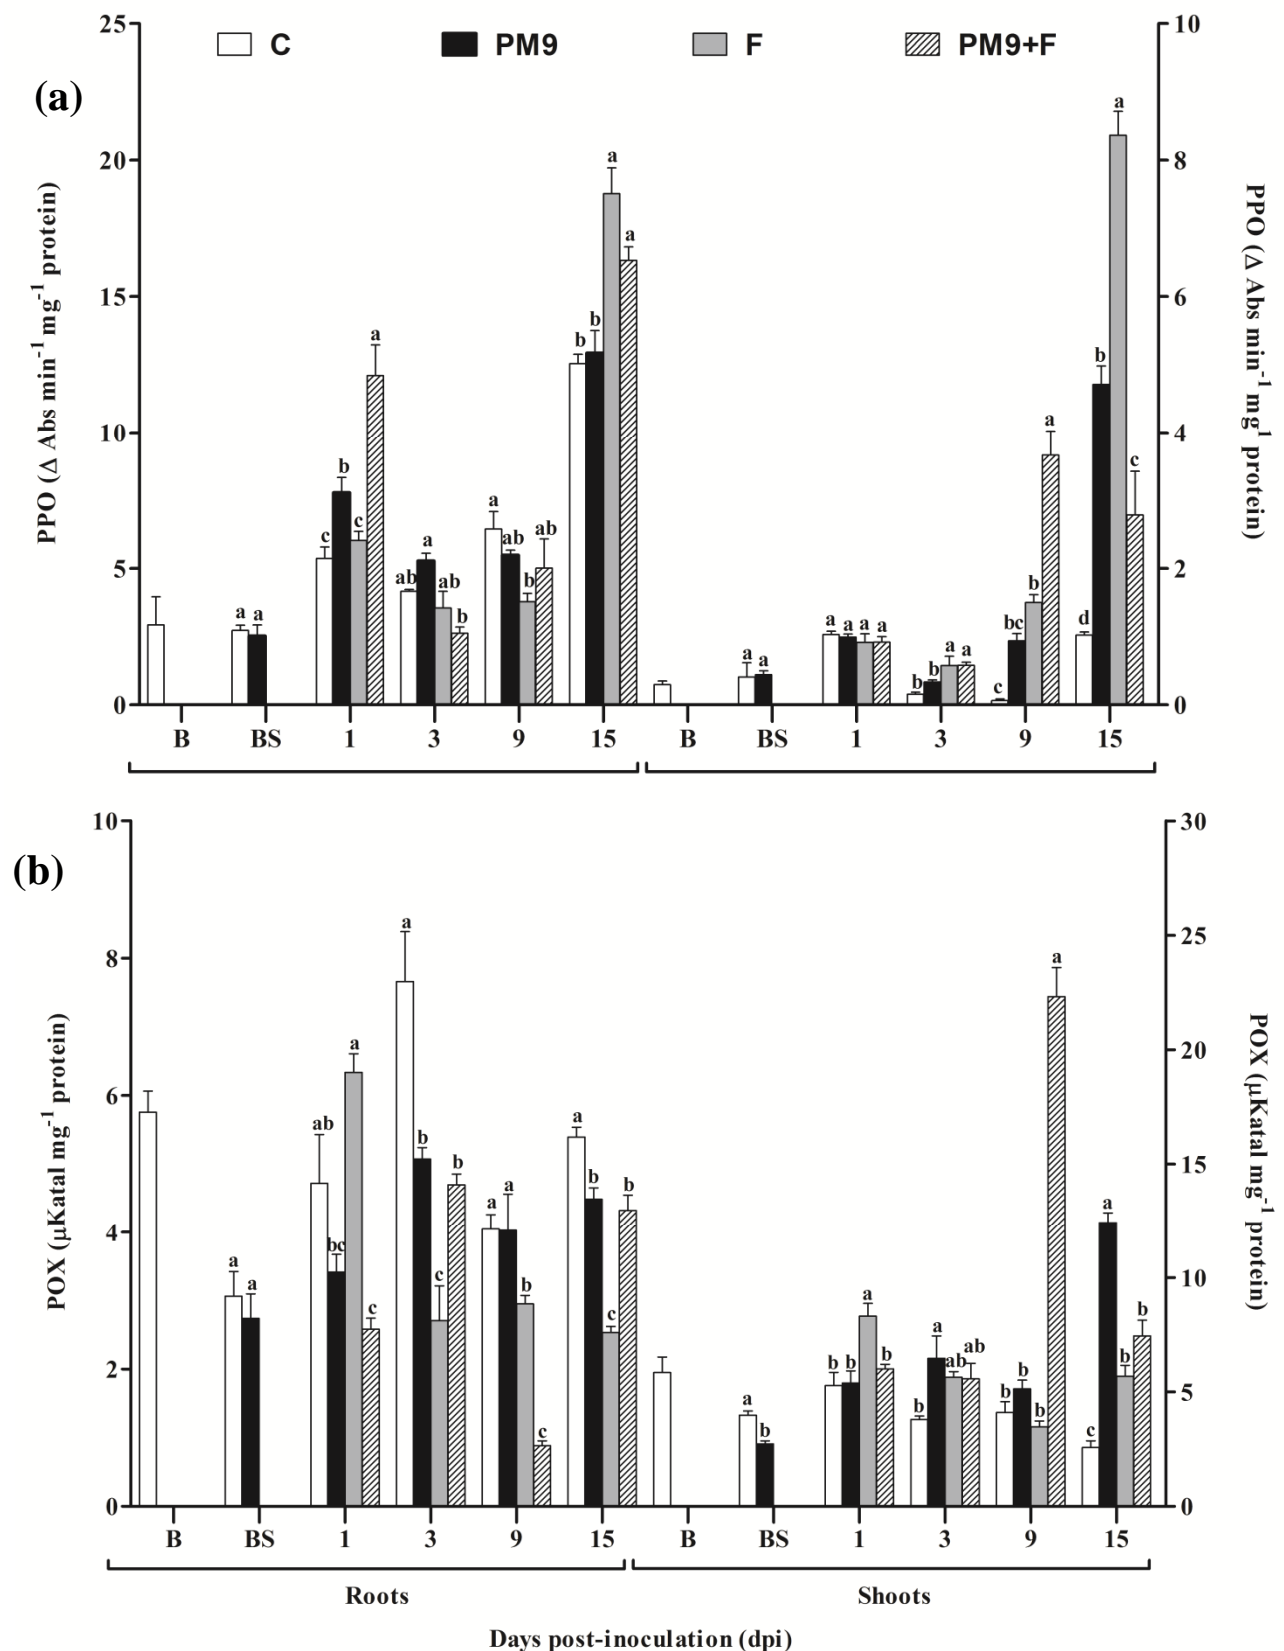 C PM9 F PM9+F
(a)
PPO (Δ Abs min⁻¹ mg⁻¹ protein)
25
20
15
10
5
0
c b c a
ab a ab b
a ab b ab
b b a a
a a
a a
a a a a
b b a a
c bc b a
d b a c
10
8
6
4
2
0
PPO (Δ Abs min⁻¹ mg¹ protein)
B BS 1 3 9 15 B BS 1 3 9 15
(b)
POX (μKatal mg⁻¹ protein)
10
8
6
4
2
0
a a
ab bc a c
a b c b
a a b c
a b c b
a b
b b a b
b a ab ab
b b b a
c a b b
30
25
20
15
10
5
0
POX (μKatal mg⁻¹ protein)
B BS 1 3 9 15 B BS 1 3 9 15
Roots Shoots
Days post-inoculation (dpi)